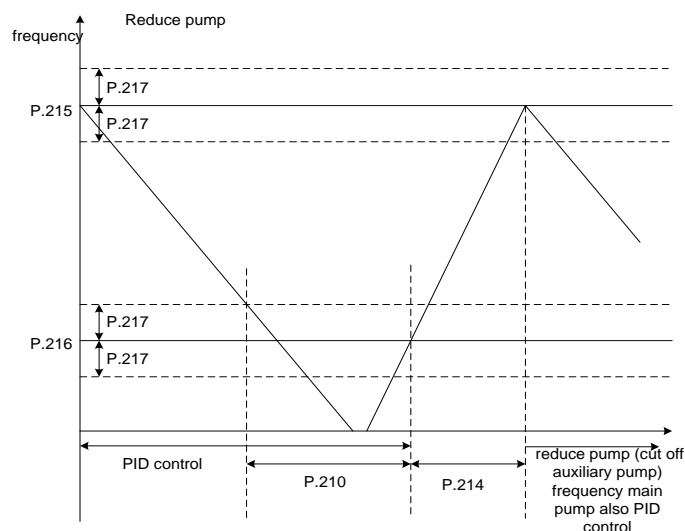 Reduce pump
frequency
P.217
P.215
P.217
P.217
P.216
P.217
PID control
P.210
P.214
reduce pump (cut off
auxiliary pump)
frequency main
pump also PID
control